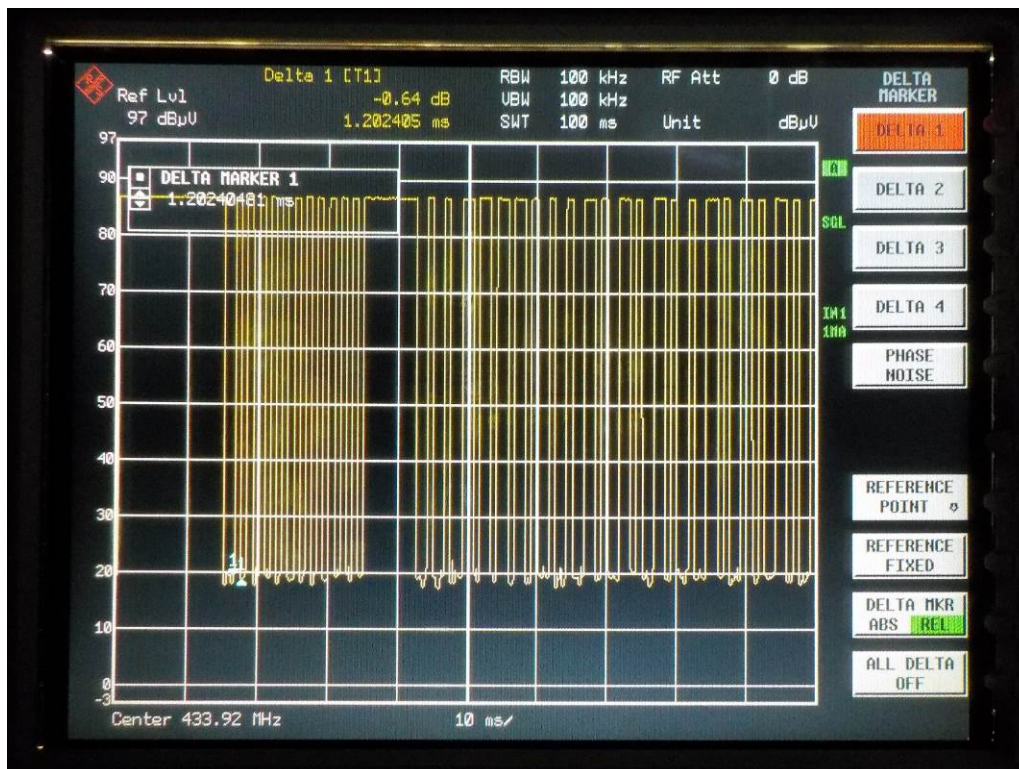 Delta 1 [T1]
RBW 100 kHz RF Att 0 dB
Ref Lvl
-0.64 dB
VBW 100 kHz
97 dBµV
1.202405 ms
SWT 100 ms Unit dBµV
97
90
80
70
60
50
40
30
20
10
0
-3
DELTA MARKER 1
1.20240481 ms
1
1
A
SGL
IN1
1MA
Center 433.92 MHz
10 ms/
DELTA
MARKER
DELTA 1
DELTA 2
DELTA 3
DELTA 4
PHASE
NOISE
REFERENCE
POINT
REFERENCE
FIXED
DELTA MKR
ABS REL
ALL DELTA
OFF